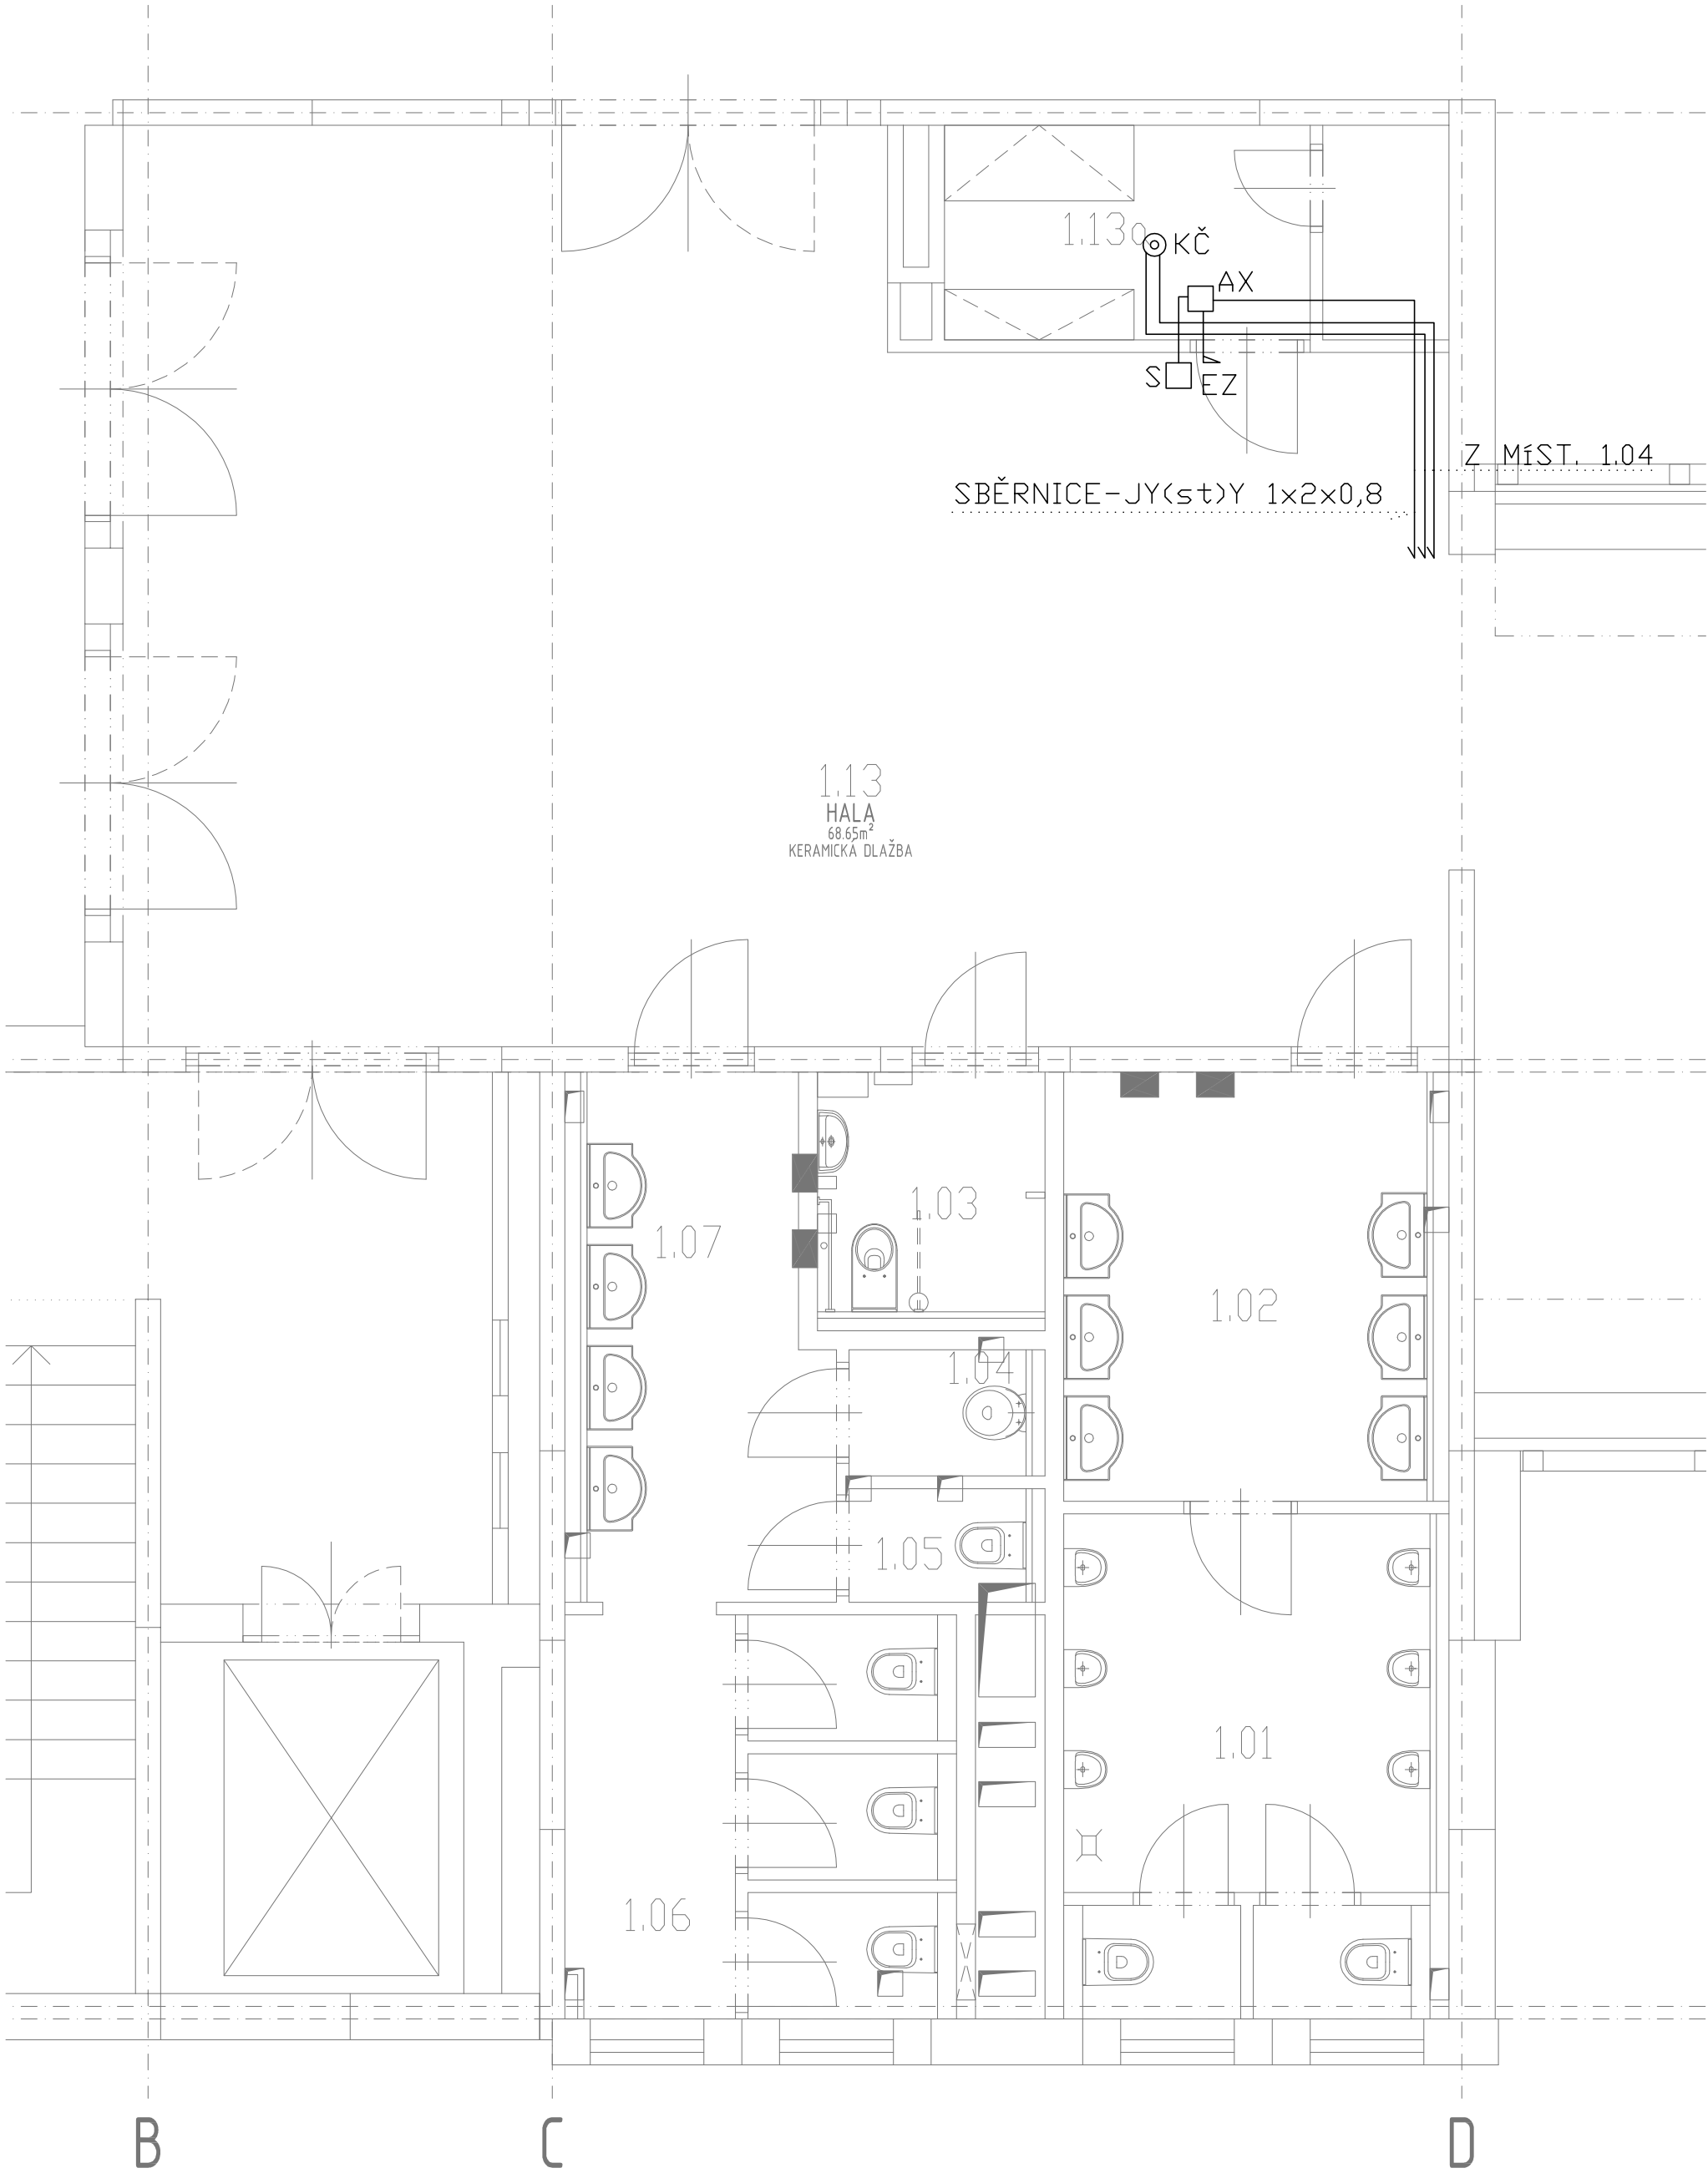 1.13a
KČ
AX
S
EZ
Z MíST. 1.04
SBĚRNICE-JY(st)Y 1x2x0,8
1.13
HALA
68.65m²
KERAMICKÁ DLAŽBA
1.03
1.07
1.02
1.04
1.05
1.01
1.06
B C D